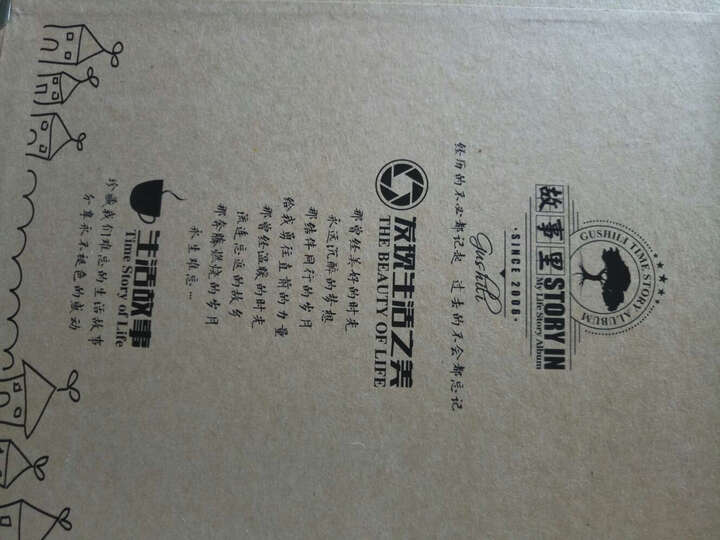 GUSHILI TIME STORY ALUBUM
故事里 STORY IN
My Life Story Album
·SINCE 2008·
Gushili
经历的不必都记起 过去的不会都忘记
发现生活之美
THE BEAUTY OF LIFE
那曾经美好的时光
永远沉醉的梦想
那结伴同行的岁月
给我勇往直前的力量
那曾经温暖的时光
流连忘返的故乡
那奔腾燃烧的岁月
永生难忘...
生活故事
Time Story of Life
珍藏我们难忘的生活故事
分享永不褪色的感动